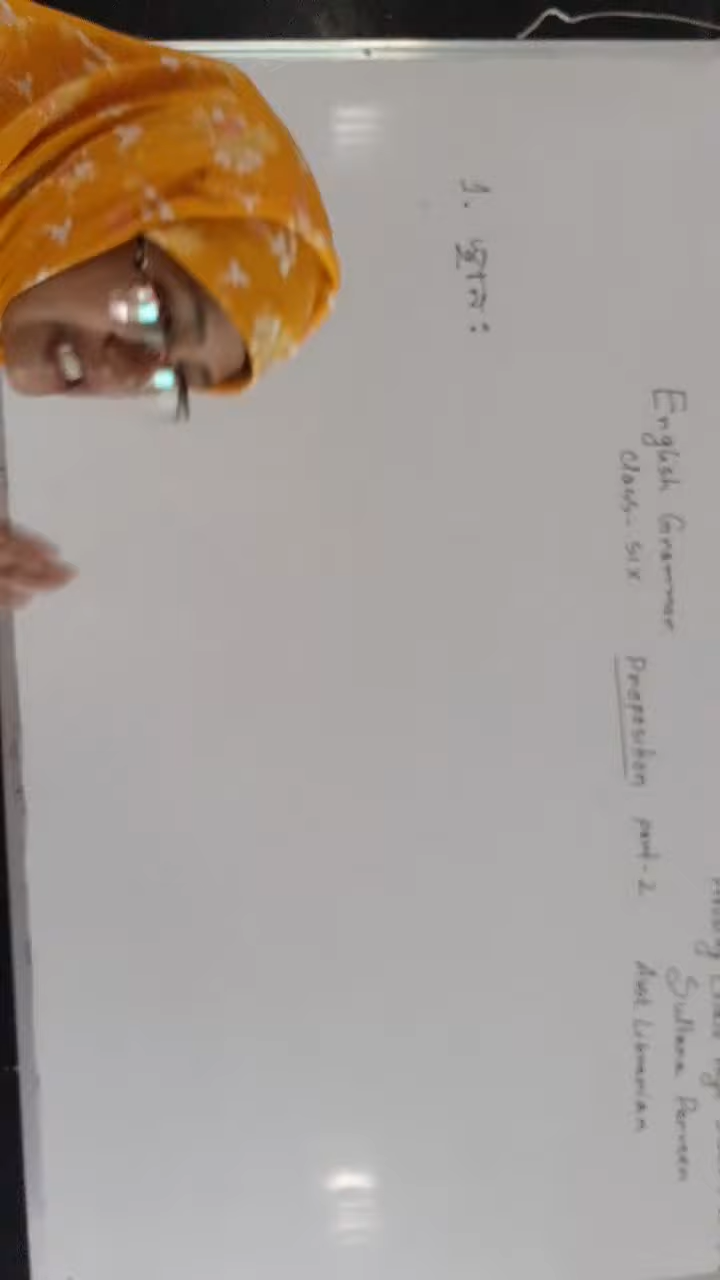 English Grammar Sultana Perveen
Class- six Preposition part-2 Asst Librarian
1. স্থান :